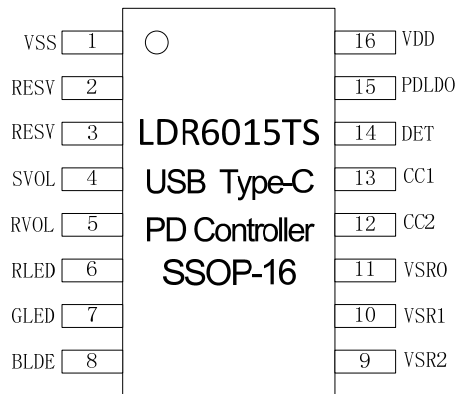 VSS 1 16 VDD
RESV 2 15 PDLDO
RESV 3 LDR6015TS 14 DET
SVOL 4 USB Type-C 13 CC1
RVOL 5 PD Controller 12 CC2
RLED 6 SSOP-16 11 VSR0
GLED 7 10 VSR1
BLDE 8 9 VSR2